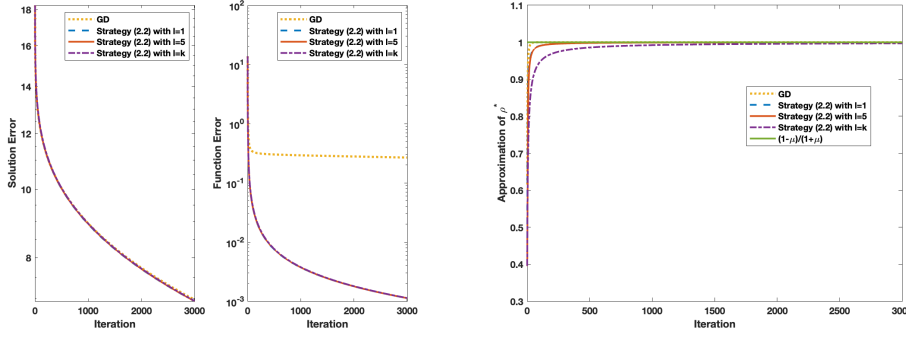 GD
Strategy (2.2) with l=1
Strategy (2.2) with l=5
Strategy (2.2) with l=k
18
16
14
12
10
8
Solution Error
0
1000
2000
3000
Iteration
GD
Strategy (2.2) with l=1
Strategy (2.2) with l=5
Strategy (2.2) with l=k
10^2
10^1
10^0
10^-1
10^-2
10^-3
Function Error
0
1000
2000
3000
Iteration
1.1
1
0.9
0.8
0.7
0.6
0.5
0.4
0.3
Approximation of ρ*
GD
Strategy (2.2) with l=1
Strategy (2.2) with l=5
Strategy (2.2) with l=k
(1-μ)/(1+μ)
0
500
1000
1500
2000
2500
3000
Iteration